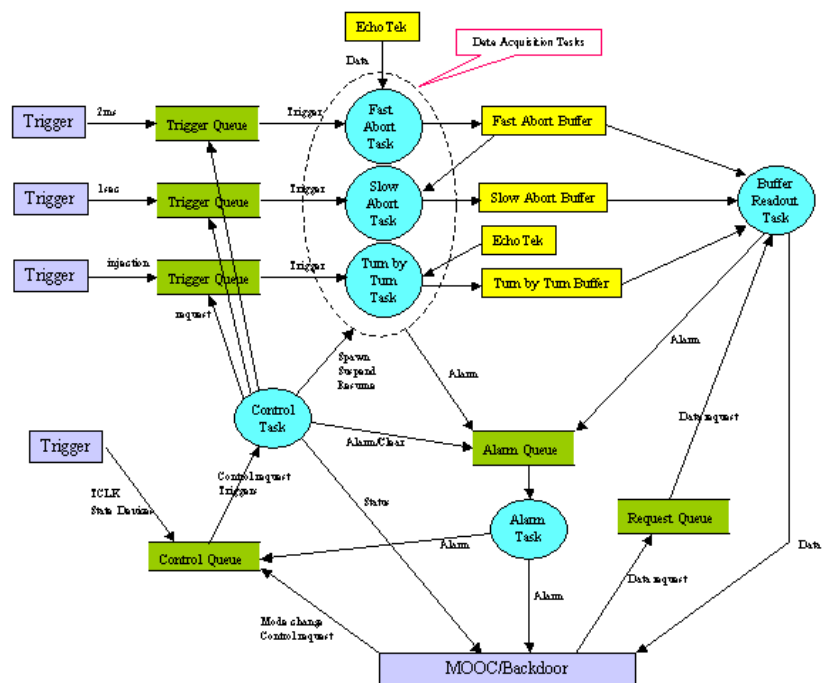 Echo Tek
Data Acquisition Tasks
Data
Trigger
2ms
Trigger Queue
Trigger
Fast
Abort
Task
Fast Abort Buffer
Trigger
1sec
Trigger Queue
Trigger
Slow
Abort
Task
Slow Abort Buffer
Buffer
Readout
Task
Echo Tek
Trigger
injection
Trigger Queue
Trigger
Turn by
Turn
Task
Turn by Turn Buffer
request
Spawn
Suspend
Resume
Alarm
Alarm
Control
Task
Data request
Trigger
Alarm/Clear
Alarm Queue
TCLK
State Devices
Control request
Triggers
Status
Alarm
Task
Request Queue
Control Queue
Alarm
Data
Data request
Alarm
Mode change
Control request
MOOC/Backdoor